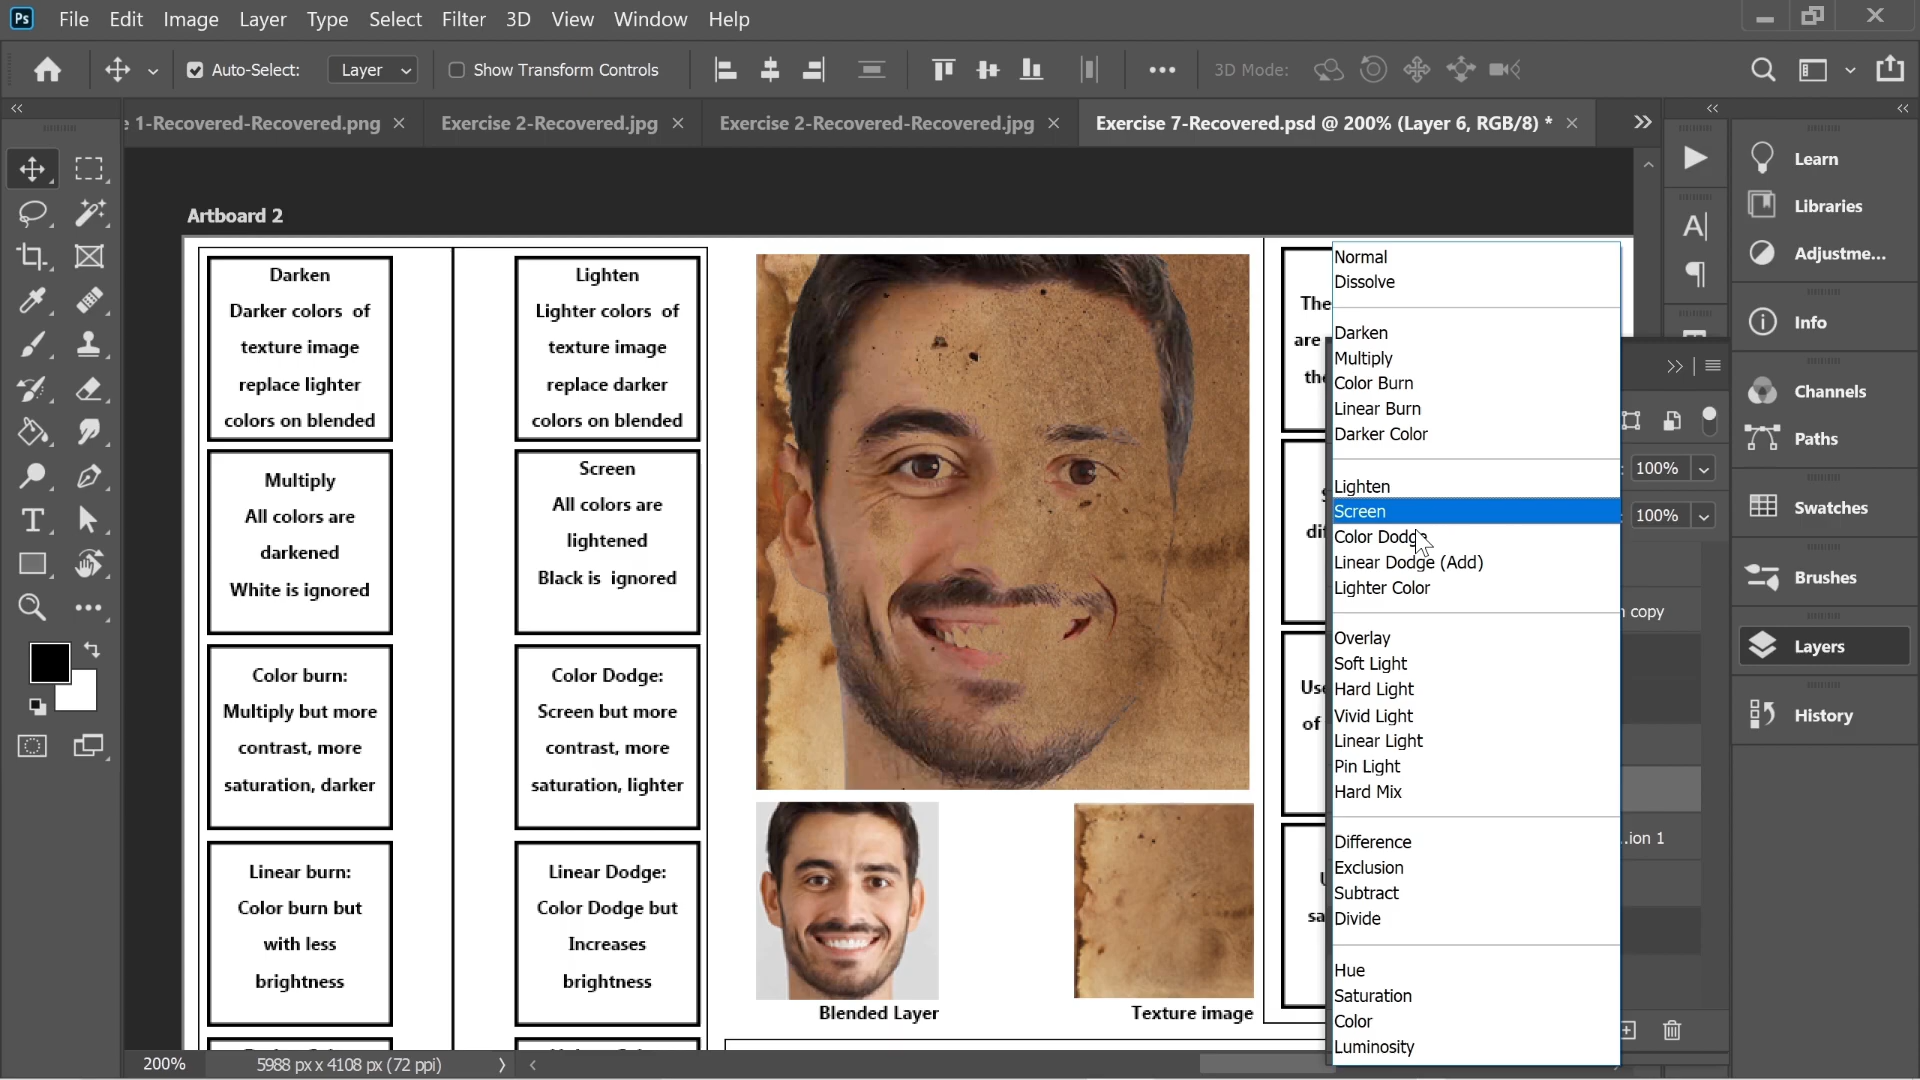 Ps File Edit Image Layer Type Select Filter 3D View Window Help
Auto-Select: Layer Show Transform Controls 3D Mode:
e 1-Recovered-Recovered.png × Exercise 2-Recovered.jpg × Exercise 2-Recovered-Recovered.jpg × Exercise 7-Recovered.psd @ 200% (Layer 6, RGB/8) * ×
Artboard 2
Darken
Darker colors of
texture image
replace lighter
colors on blended
Multiply
All colors are
darkened
White is ignored
Color burn:
Multiply but more
contrast, more
saturation, darker
Linear burn:
Color burn but
with less
brightness
Lighten
Lighter colors of
texture image
replace darker
colors on blended
Screen
All colors are
lightened
Black is ignored
Color Dodge:
Screen but more
contrast, more
saturation, lighter
Linear Dodge:
Color Dodge but
Increases
brightness
Blended Layer
Texture image
The
are
the
dif
Use
of
sa
Normal
Dissolve
Darken
Multiply
Color Burn
Linear Burn
Darker Color
Lighten
Screen
Color Dodge
Linear Dodge (Add)
Lighter Color
Overlay
Soft Light
Hard Light
Vivid Light
Linear Light
Pin Light
Hard Mix
Difference
Exclusion
Subtract
Divide
Hue
Saturation
Color
Luminosity
100%
100%
copy
...ion 1
Learn
Libraries
Adjustme...
Info
Channels
Paths
Swatches
Brushes
Layers
History
200% 5988 px x 4108 px (72 ppi)